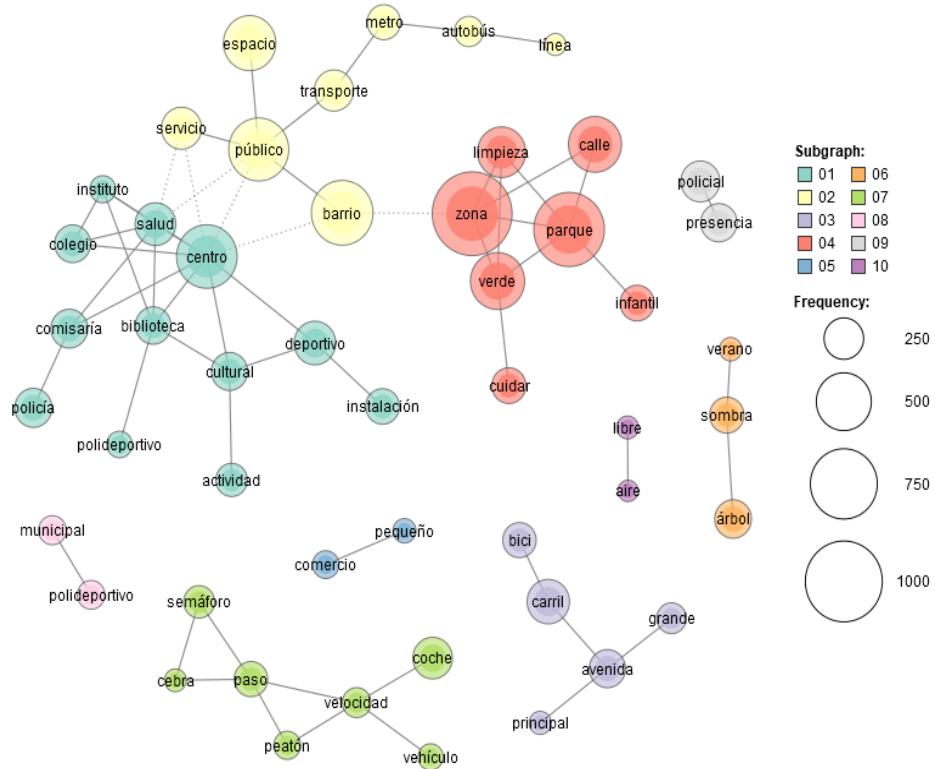 metro
autobús
línea
espacio
transporte
servicio
público
barrio
limpieza
calle
zona
parque
verde
infantil
cuidar
policial
presencia
instituto
salud
colegio
centro
comisaría
biblioteca
deportivo
cultural
policía
instalación
polideportivo
actividad
verano
sombra
árbol
libre
aire
municipal
polideportivo
pequeño
comercio
bici
carril
grande
avenida
principal
semáforo
coche
cebra
paso
velocidad
peatón
vehículo
Subgraph:
01 06
02 07
03 08
04 09
05 10
Frequency:
250
500
750
1000